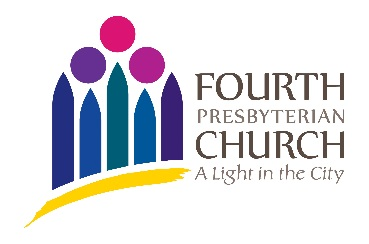 FOURTH
PRESBYTERIAN
CHURCH
A Light in the City